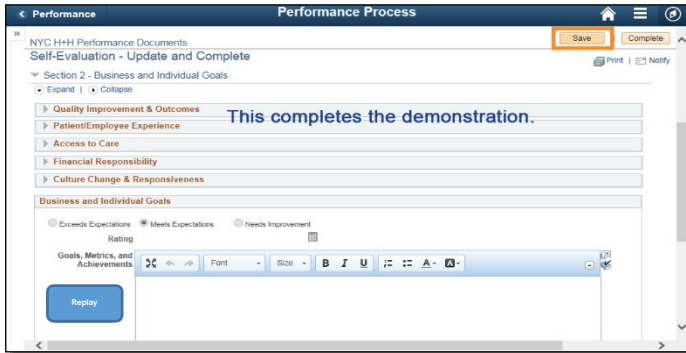 Performance
Performance Process
NYC H+H Performance Documents
Save
Complete
Self-Evaluation - Update and Complete
Print | Notify
Section 2 - Business and Individual Goals
Expand | Collapse
Quality Improvement & Outcomes
This completes the demonstration.
Patient/Employee Experience
Access to Care
Financial Responsibility
Culture Change & Responsiveness
Business and Individual Goals
Exceeds Expectations Meets Expectations Needs Improvement
Rating
Goals, Metrics, and
Achievements
Font Size B I U A A
Replay